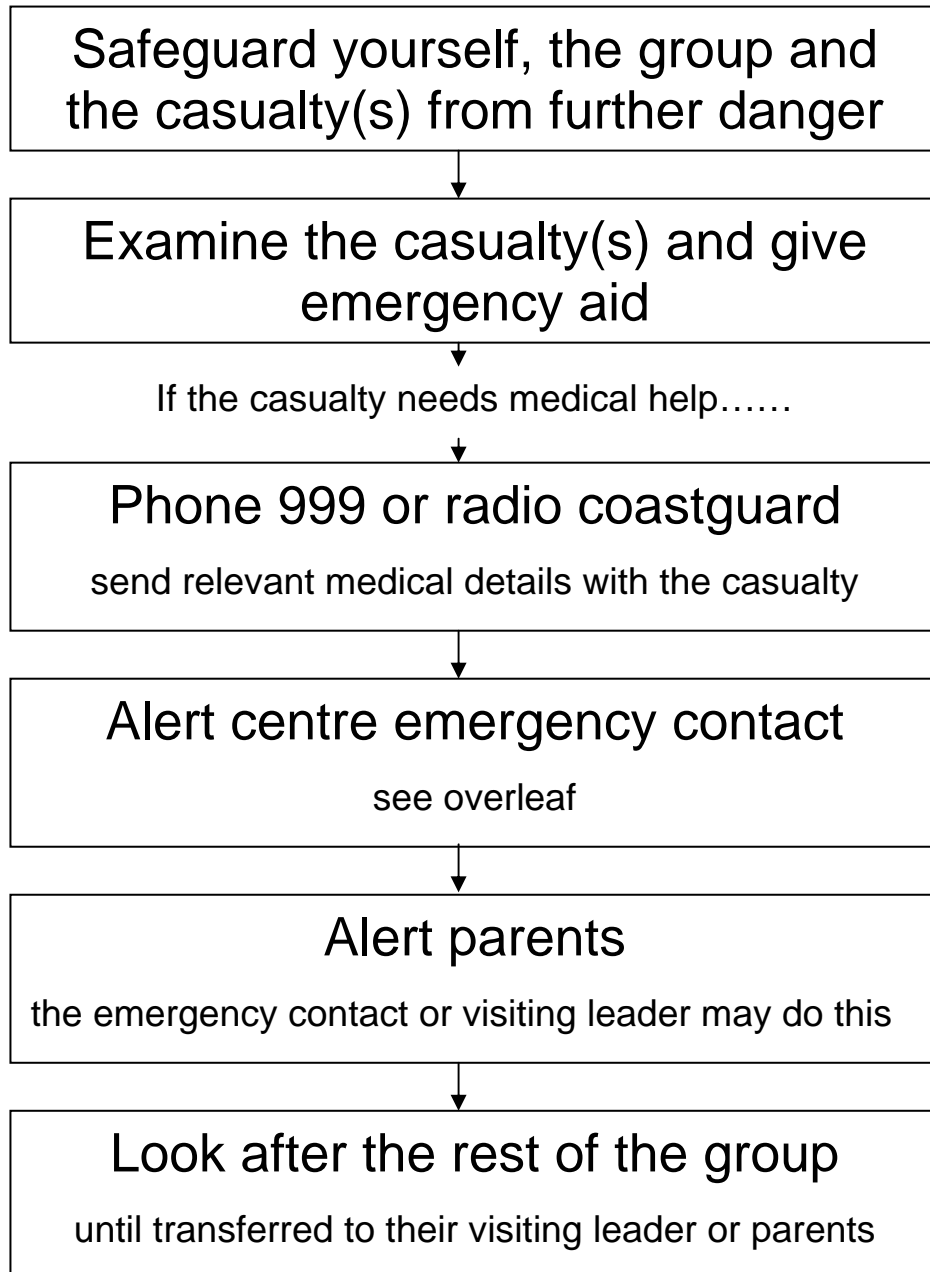 Safeguard yourself, the group and
the casualty(s) from further danger
Examine the casualty(s) and give
emergency aid
If the casualty needs medical help……
Phone 999 or radio coastguard
send relevant medical details with the casualty
Alert centre emergency contact
see overleaf
Alert parents
the emergency contact or visiting leader may do this
Look after the rest of the group
until transferred to their visiting leader or parents